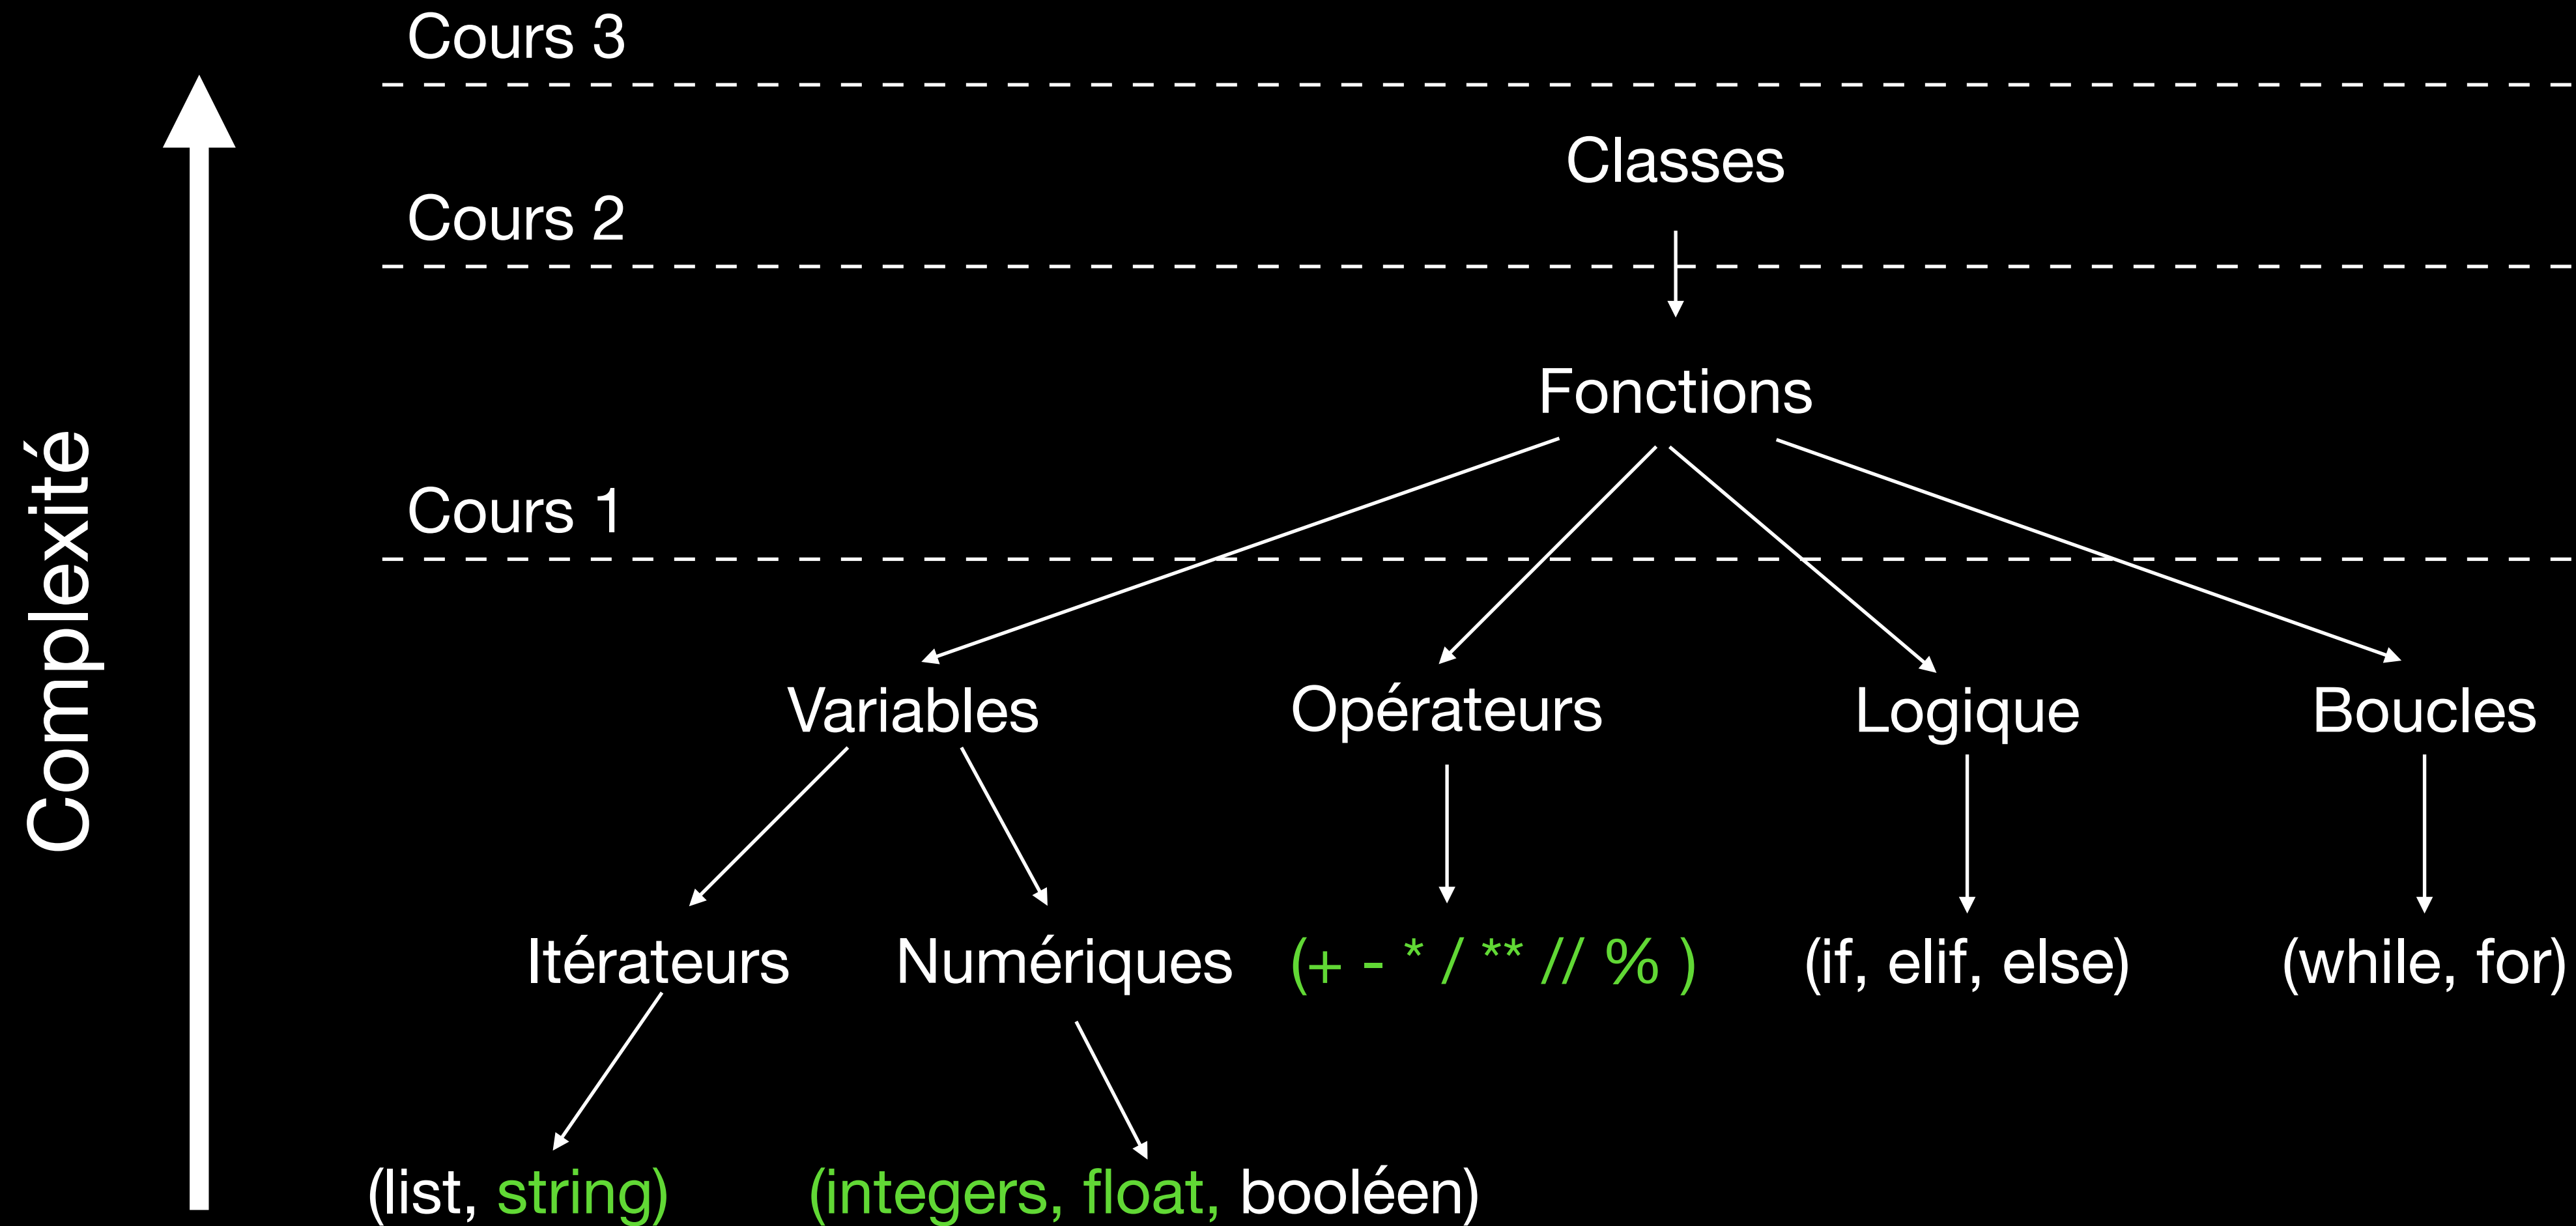 Cours 3
Classes
Cours 2
Fonctions
Cours 1
Complexité
Variables
Opérateurs
Logique
Boucles
Itérateurs
Numériques
(+ - * / ** // % )
(if, elif, else)
(while, for)
(list, string)
(integers, float, booléen)